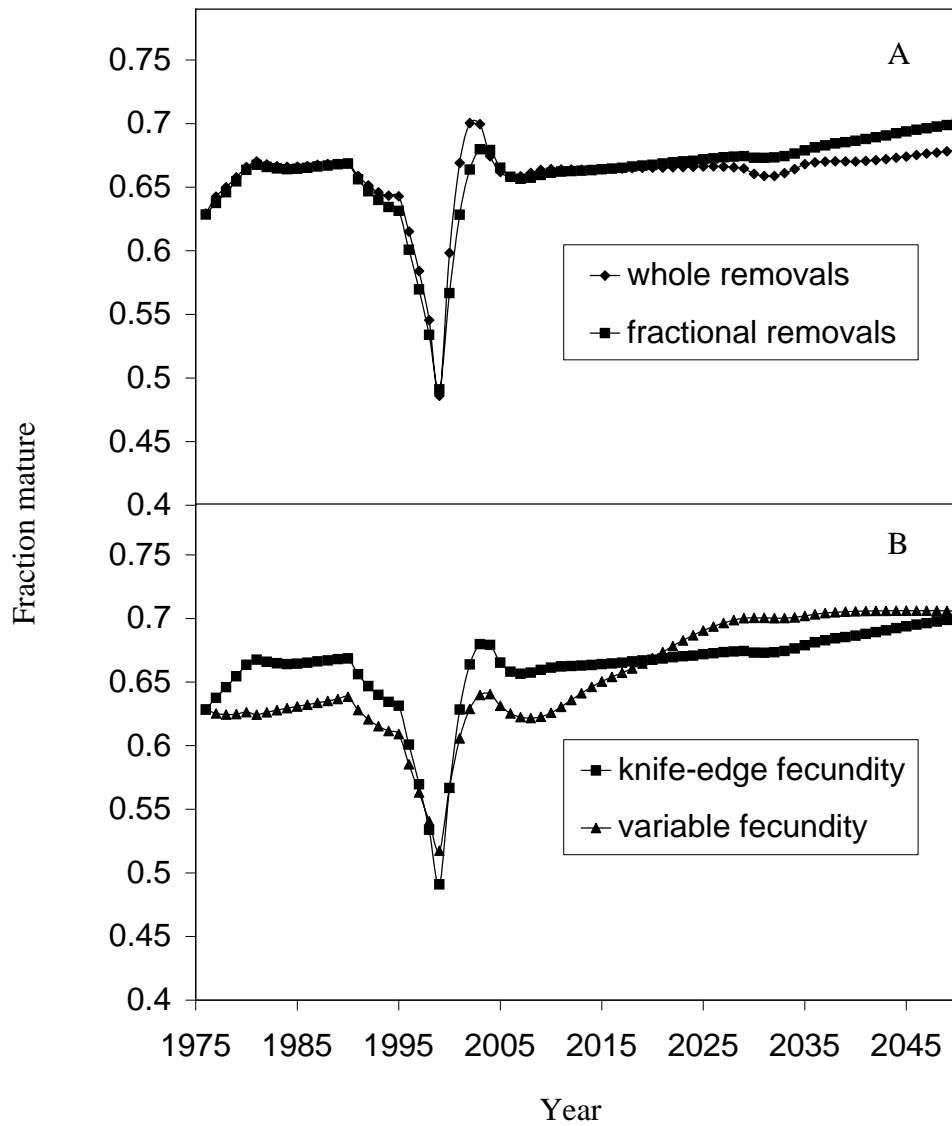 A
0.75
0.7
0.65
0.6
0.55
0.5
0.45
0.4
whole removals
fractional removals
Fraction mature
B
0.75
0.7
0.65
0.6
0.55
0.5
0.45
0.4
knife-edge fecundity
variable fecundity
1975 1985 1995 2005 2015 2025 2035 2045
Year